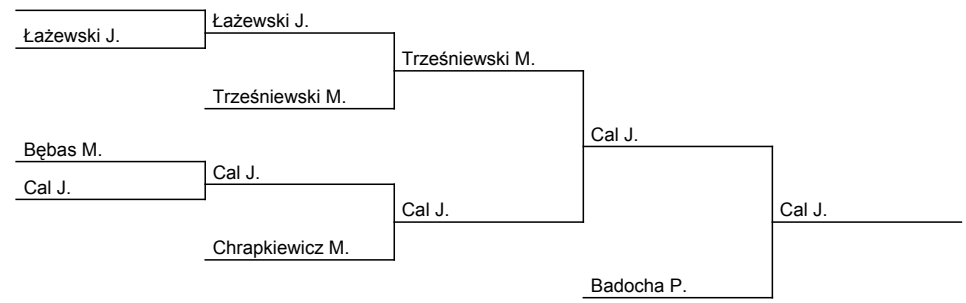 Łażewski J.
Łażewski J.
Trześniewski M.
Trześniewski M.
Cal J.
Bębas M.
Cal J.
Cal J.
Cal J.
Cal J.
Chrapkiewicz M.
Badocha P.